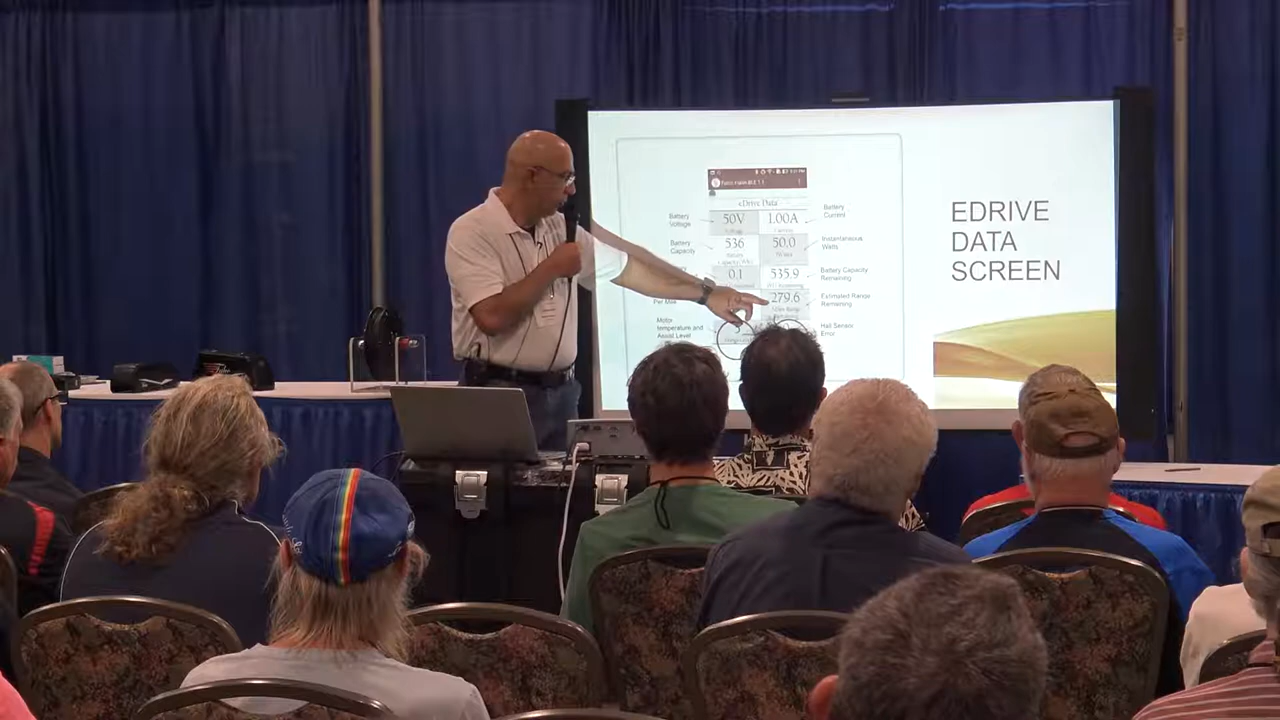 EDRIVE
DATA
SCREEN
eDrive Data
Battery
Voltage
50V
1.00A
Battery
Current
Battery
Capacity
536
50.0
Instantaneous
Watts
0.1
535.9
Battery Capacity
Remaining
Per Mile
279.6
Estimated Range
Remaining
Motor
temperature and
Assist Level
Hall Sensor
Error